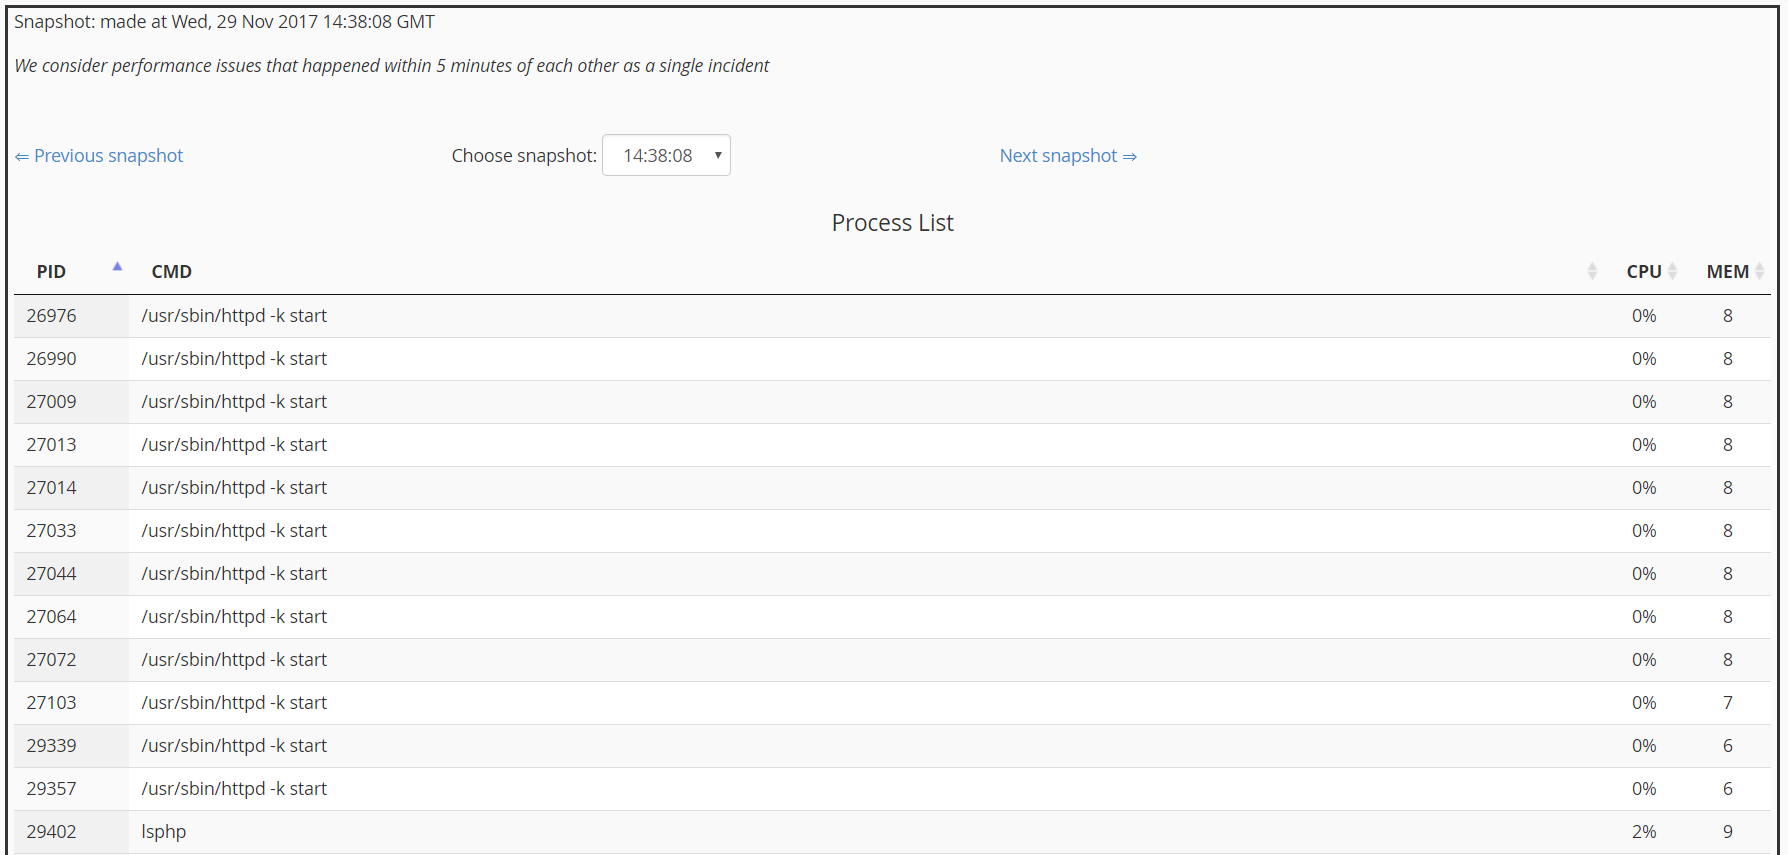 Snapshot: made at Wed, 29 Nov 2017 14:38:08 GMT
We consider performance issues that happened within 5 minutes of each other as a single incident
⇐ Previous snapshot Choose snapshot: 14:38:08 ▼ Next snapshot ⇒
Process List
PID CMD CPU MEM
26976 /usr/sbin/httpd -k start 0% 8
26990 /usr/sbin/httpd -k start 0% 8
27009 /usr/sbin/httpd -k start 0% 8
27013 /usr/sbin/httpd -k start 0% 8
27014 /usr/sbin/httpd -k start 0% 8
27033 /usr/sbin/httpd -k start 0% 8
27044 /usr/sbin/httpd -k start 0% 8
27064 /usr/sbin/httpd -k start 0% 8
27072 /usr/sbin/httpd -k start 0% 8
27103 /usr/sbin/httpd -k start 0% 7
29339 /usr/sbin/httpd -k start 0% 6
29357 /usr/sbin/httpd -k start 0% 6
29402 lsphp 2% 9